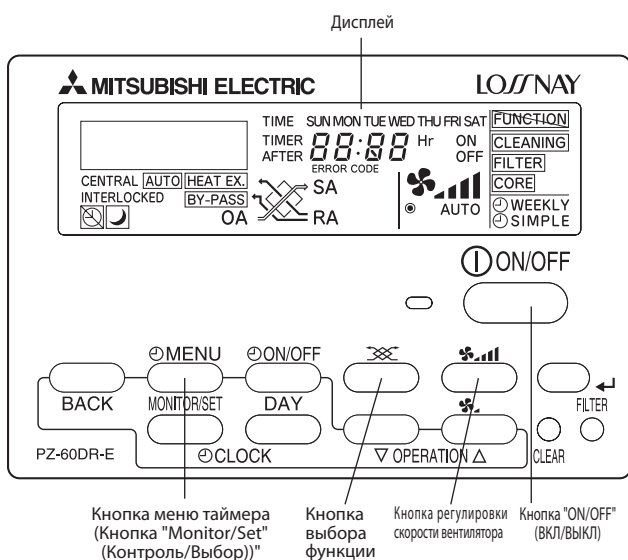 Дисплей
MITSUBISHI ELECTRIC
LOSSNAY
TIME SUN MON TUE WED THU FRI SAT FUNCTION
TIMER 88:88 Hr ON CLEANING
AFTER OFF
ERROR CODE FILTER
CENTRAL AUTO HEAT EX. SA CORE
INTERLOCKED BY-PASS
OA RA AUTO
WEEKLY
SIMPLE
ON/OFF
MENU ON/OFF
BACK MONITOR/SET DAY FILTER
PZ-60DR-E CLOCK ▽ OPERATION △ CLEAR
Кнопка меню таймера
(Кнопка "Monitor/Set"
(Контроль/Выбор))"
Кнопка
выбора
функции
Кнопка регулировки
скорости вентилятора
Кнопка "ON/OFF"
(ВКЛ/ВЫКЛ)